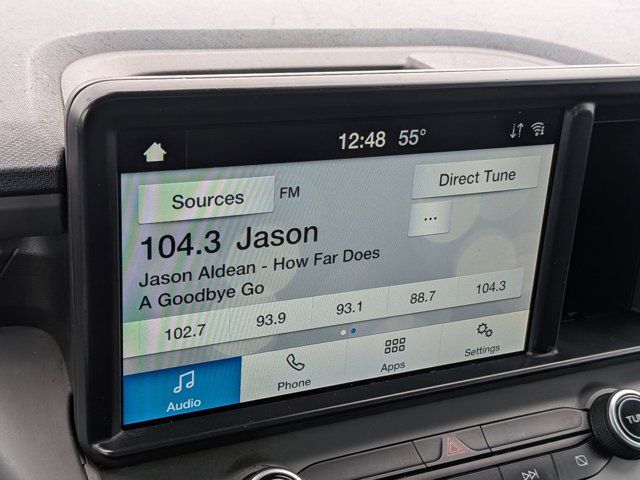 12:48 55°
Sources FM Direct Tune
104.3 Jason ...
Jason Aldean - How Far Does
A Goodbye Go
102.7 93.9 93.1 88.7 104.3
Audio Phone Apps Settings
TUN